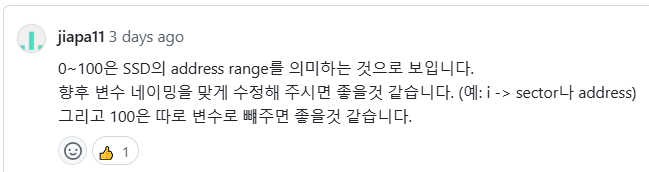 jiapa11 3 days ago
0~100은 SSD의 address range를 의미하는 것으로 보입니다.
향후 변수 네이밍을 맞게 수정해 주시면 좋을것 같습니다. (예: i -> sector나 address)
그리고 100은 따로 변수로 빼주면 좋을것 같습니다.
👍 1